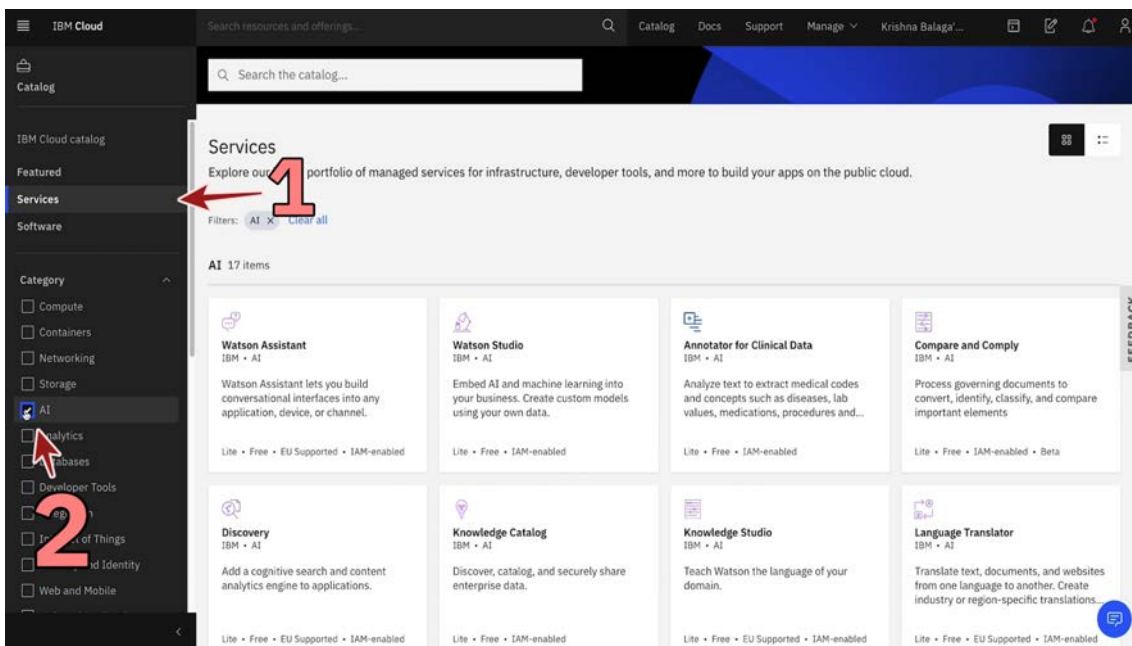 IBM Cloud
Search resources and offerings...
Catalog
Docs
Support
Manage
Krishna Balaga'...
Catalog
Search the catalog...
IBM Cloud catalog
Featured
Services
Software
Category
Compute
Containers
Networking
Storage
AI
Developer Tools
Web and Mobile
1
2
Services
Explore our portfolio of managed services for infrastructure, developer tools, and more to build your apps on the public cloud.
Filters: AI × Clear all
AI 17 items
Watson Assistant
IBM • AI
Watson Assistant lets you build
conversational interfaces into any
application, device, or channel.
Lite • Free • EU Supported • IAM-enabled
Watson Studio
IBM • AI
Embed AI and machine learning into
your business. Create custom models
using your own data.
Lite • Free • IAM-enabled
Annotator for Clinical Data
IBM • AI
Analyze text to extract medical codes
and concepts such as diseases, lab
values, medications, procedures and...
Lite • Free • IAM-enabled
Compare and Comply
IBM • AI
Process governing documents to
convert, identify, classify, and compare
important elements
Lite • Free • IAM-enabled • Beta
Discovery
IBM • AI
Add a cognitive search and content
analytics engine to applications.
Lite • Free • EU Supported • IAM-enabled
Knowledge Catalog
IBM • AI
Discover, catalog, and securely share
enterprise data.
Lite • Free • IAM-enabled
Knowledge Studio
IBM • AI
Teach Watson the language of your
domain.
Lite • Free • EU Supported • IAM-enabled
Language Translator
IBM • AI
Translate text, documents, and websites
from one language to another. Create
industry or region-specific translations...
Lite • Free • EU Supported • IAM-enabled
FEEDBACK